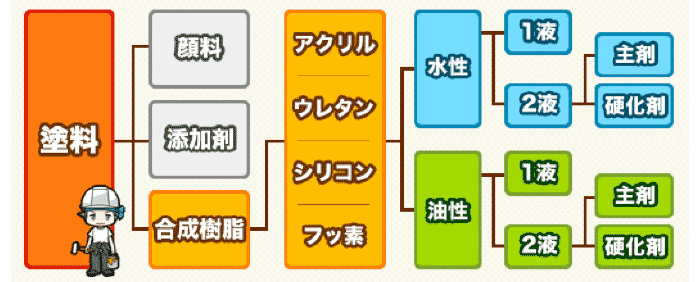 塗料
顔料
添加剤
合成樹脂
アクリル
ウレタン
シリコン
フッ素
水性
1液
2液
主剤
硬化剤
油性
1液
2液
主剤
硬化剤